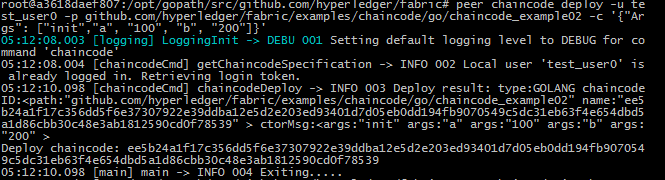 root@a3618daef807:/opt/gopath/src/github.com/hyperledger/fabric# peer chaincode deploy -u te
st_user0 -p github.com/hyperledger/fabric/examples/chaincode/go/chaincode_example02 -c '{"Ar
gs": ["init","a", "100", "b", "200"]}'
05:12:08.003 [logging] LoggingInit -> DEBU 001 Setting default logging level to DEBUG for co
mmand 'chaincode'
05:12:08.004 [chaincodeCmd] getChaincodeSpecification -> INFO 002 Local user 'test_user0' is
 already logged in. Retrieving login token.
05:12:10.098 [chaincodeCmd] chaincodeDeploy -> INFO 003 Deploy result: type:GOLANG chaincode
ID:<path:"github.com/hyperledger/fabric/examples/chaincode/go/chaincode_example02" name:"ee5
b24a1f17c356dd5f6e37307922e39ddba12e5d2e203ed93401d7d05eb0dd194fb9070549c5dc31eb63f4e654dbd5
a1d86cbb30c48e3ab1812590cd0f78539" > ctorMsg:<args:"init" args:"a" args:"100" args:"b" args:
"200" >
Deploy chaincode: ee5b24a1f17c356dd5f6e37307922e39ddba12e5d2e203ed93401d7d05eb0dd194fb907054
9c5dc31eb63f4e654dbd5a1d86cbb30c48e3ab1812590cd0f78539
05:12:10.098 [main] main -> INFO 004 Exiting.....